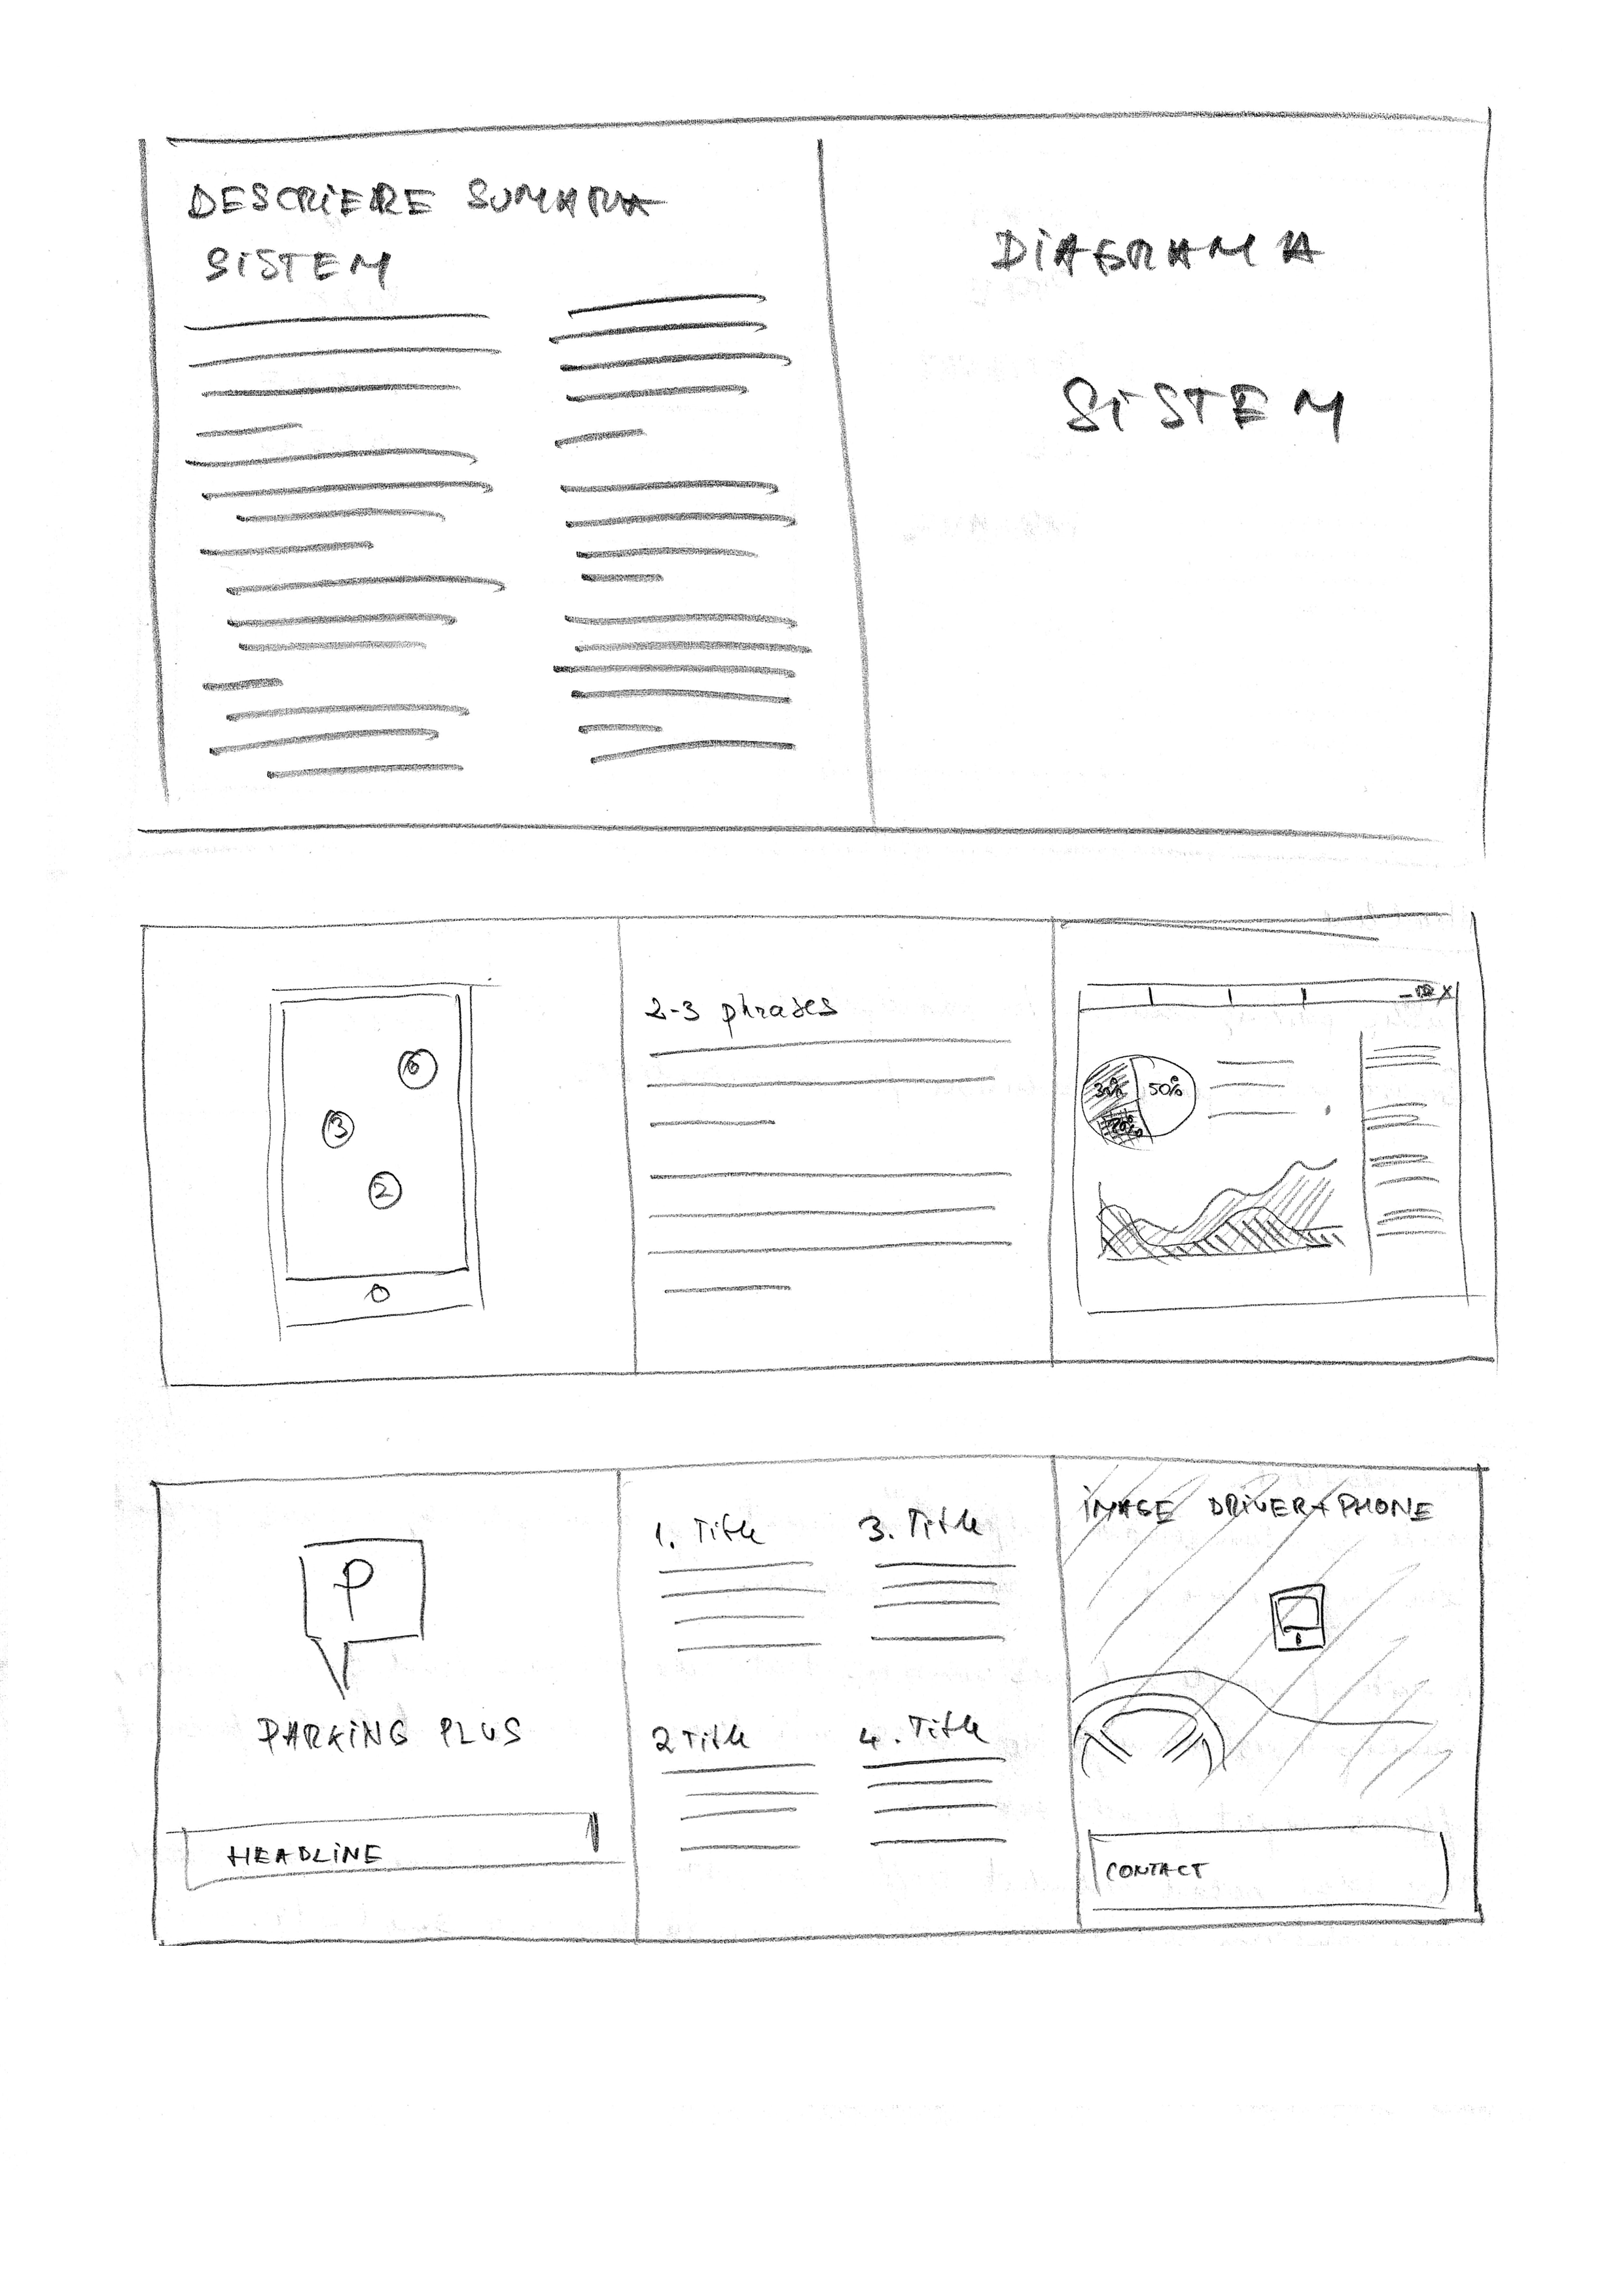 DESCRIERE SUMARA
SISTEM
DIAGRAMA
SISTEM
6
3
2
2-3 phrases
30%
50%
20%
P
PARKING PLUS
HEADLINE
1. Title
2 Title
3. Title
4. Title
IMAGE DRIVER+PHONE
CONTACT